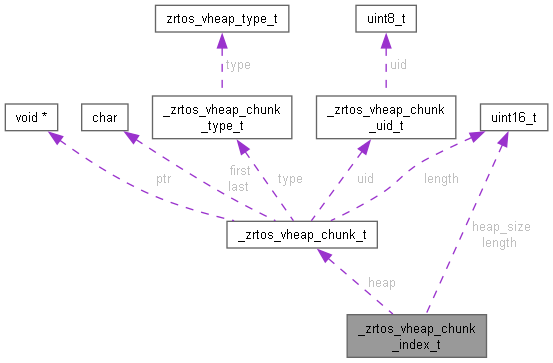 zrtos_vheap_type_t
uint8_t
type
uid
void *
char
_zrtos_vheap_chunk
_type_t
_zrtos_vheap_chunk
_uid_t
uint16_t
ptr
first
last
type
uid
length
heap_size
length
_zrtos_vheap_chunk_t
heap
_zrtos_vheap_chunk
_index_t